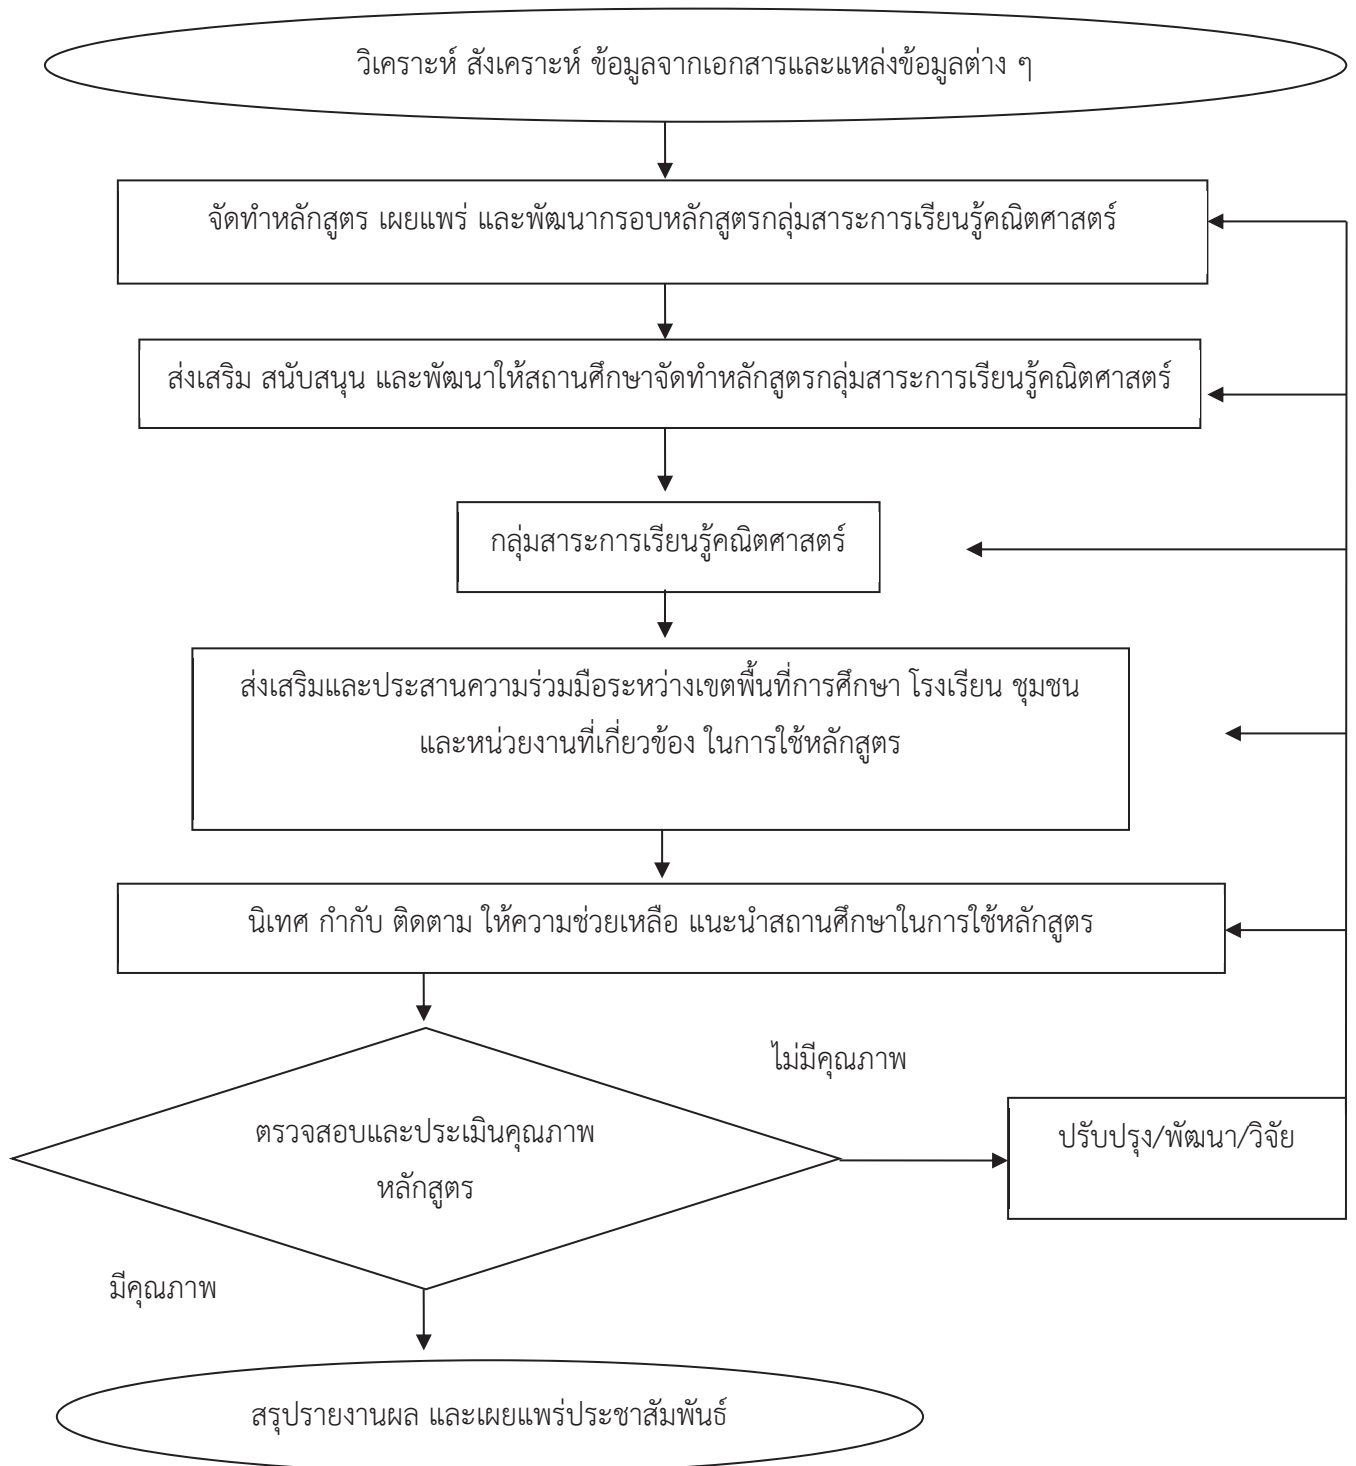 วิเคราะห์ สังเคราะห์ ข้อมูลจากเอกสารและแหล่งข้อมูลต่าง ๆ
จัดทำหลักสูตร เผยแพร่ และพัฒนากรอบหลักสูตรกลุ่มสาระการเรียนรู้คณิตศาสตร์
ส่งเสริม สนับสนุน และพัฒนาให้สถานศึกษาจัดทำหลักสูตรกลุ่มสาระการเรียนรู้คณิตศาสตร์
กลุ่มสาระการเรียนรู้คณิตศาสตร์
ส่งเสริมและประสานความร่วมมือระหว่างเขตพื้นที่การศึกษา โรงเรียน ชุมชน
และหน่วยงานที่เกี่ยวข้อง ในการใช้หลักสูตร
นิเทศ กำกับ ติดตาม ให้ความช่วยเหลือ แนะนำสถานศึกษาในการใช้หลักสูตร
ไม่มีคุณภาพ
ตรวจสอบและประเมินคุณภาพ
หลักสูตร
ปรับปรุง/พัฒนา/วิจัย
มีคุณภาพ
สรุปรายงานผล และเผยแพร่ประชาสัมพันธ์